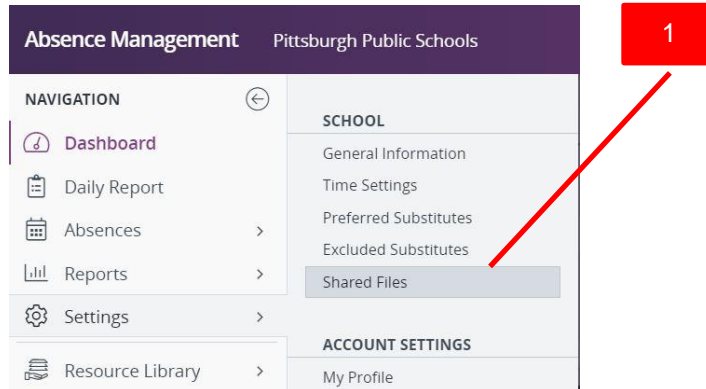 Absence Management Pittsburgh Public Schools
1
NAVIGATION
Dashboard
Daily Report
Absences
Reports
Settings
Resource Library
SCHOOL
General Information
Time Settings
Preferred Substitutes
Excluded Substitutes
Shared Files
ACCOUNT SETTINGS
My Profile